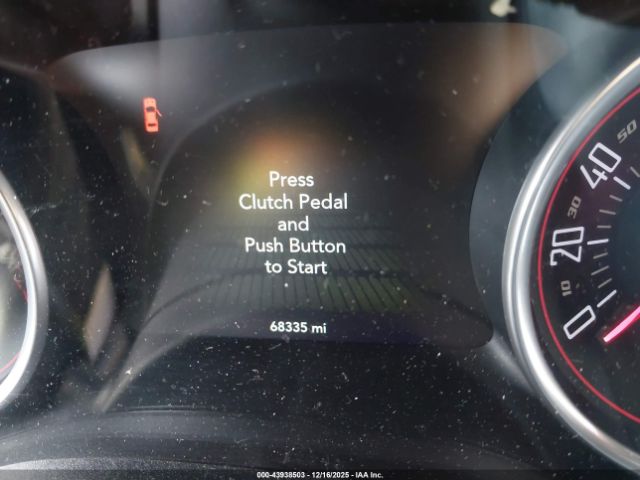 Press
Clutch Pedal
and
Push Button
to Start
68335 mi
0
10
20
30
40
50
000-43938503 - 12/16/2025 - IAA Inc.